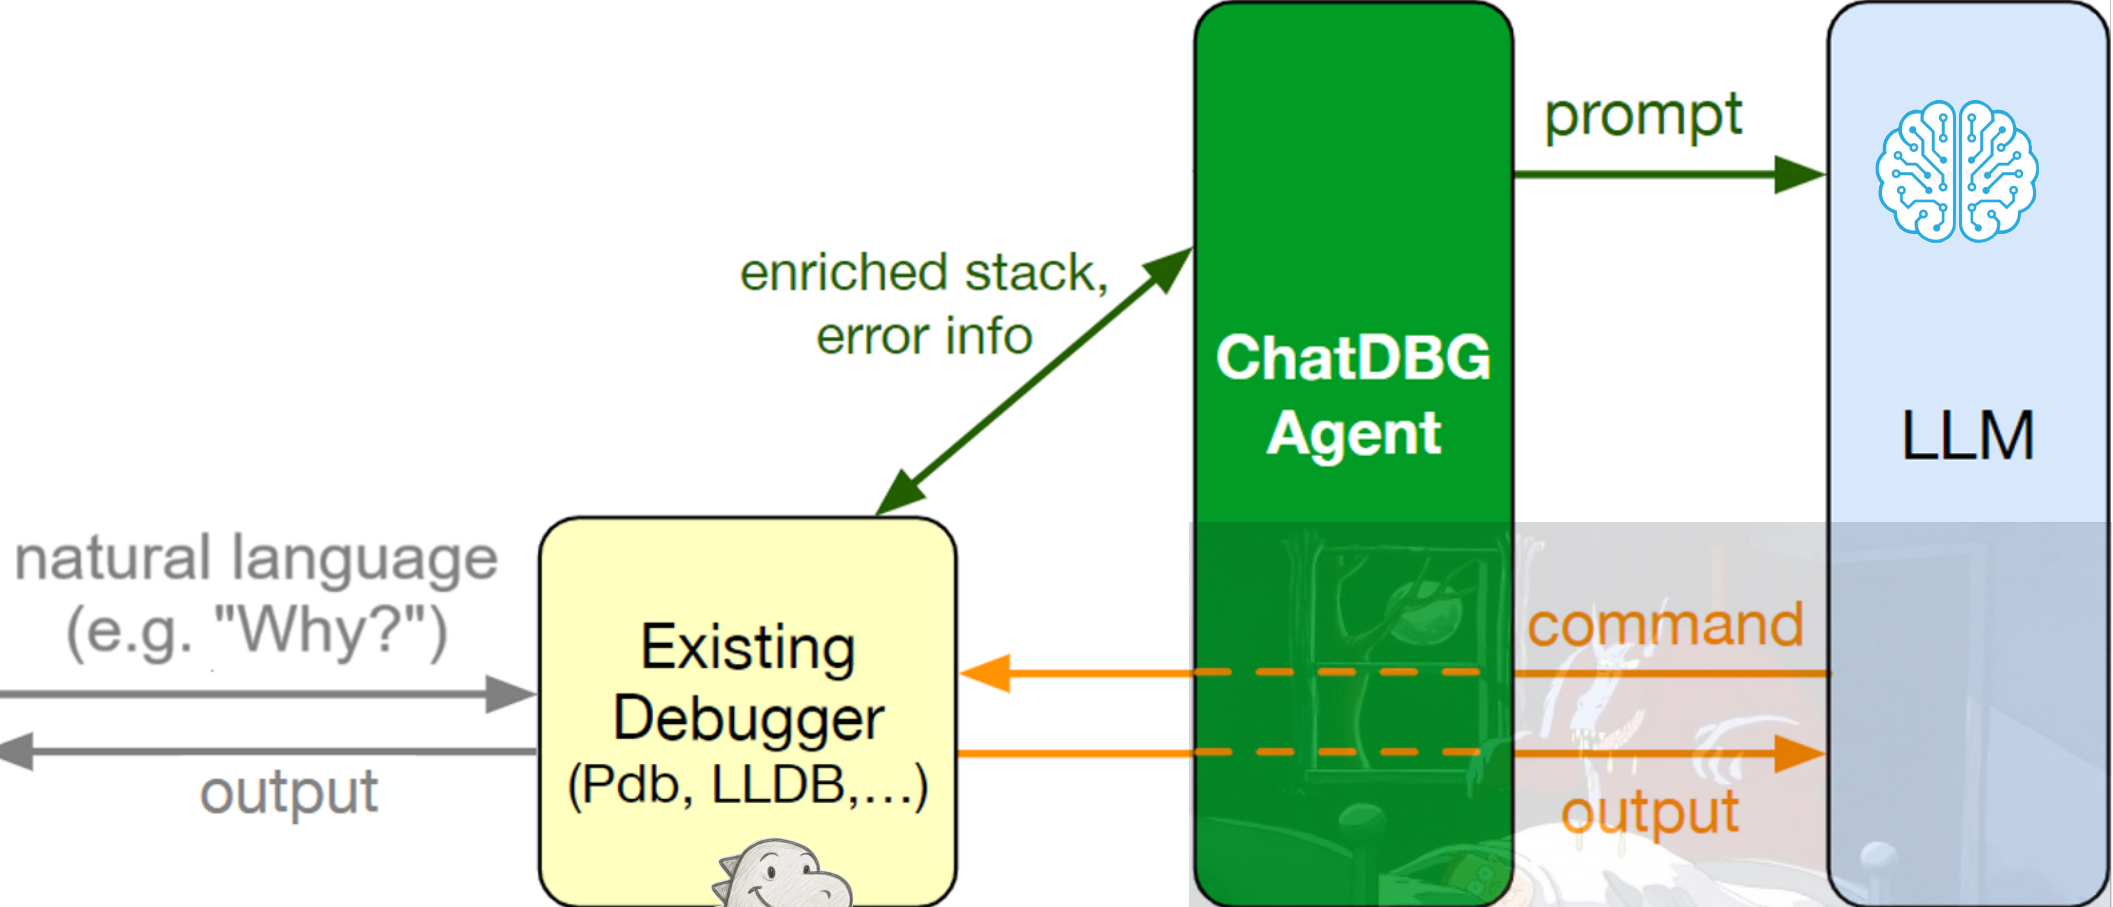 prompt
enriched stack,
error info
ChatDBG
Agent
LLM
natural language
(e.g. "Why?")
output
Existing
Debugger
(Pdb, LLDB,...)
command
output